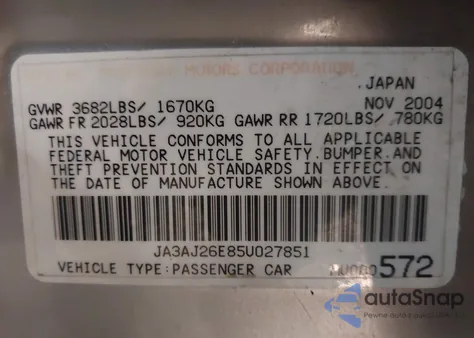 MOTORS CORPORATION
JAPAN
GVWR 3682LBS/ 1670KG NOV 2004
GAWR FR 2028LBS/ 920KG GAWR RR 1720LBS/ 780KG
THIS VEHICLE CONFORMS TO ALL APPLICABLE
FEDERAL MOTOR VEHICLE SAFETY, BUMPER, AND
THEFT PREVENTION STANDARDS IN EFFECT ON
THE DATE OF MANUFACTURE SHOWN ABOVE.
JA3AJ26E85U027851
VEHICLE TYPE:PASSENGER CAR 572
autoSnap